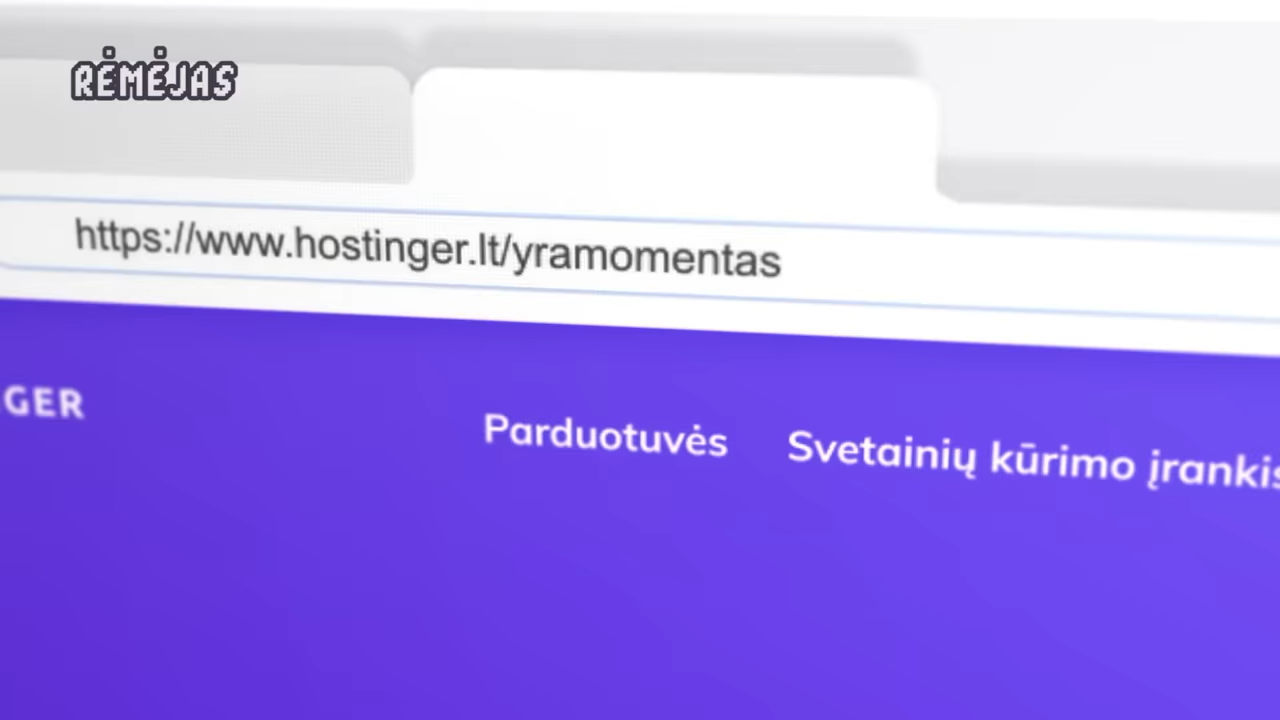 RĖMĖJAS
https://www.hostinger.lt/yramomentas
GER
Parduotuvės Svetainių kūrimo įrankis